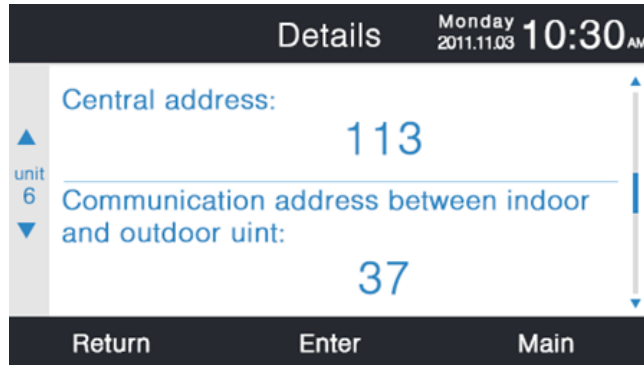 Details
Monday
2011.11.03 10:30 AM
Central address:
113
unit
6
Communication address between indoor
and outdoor uint:
37
Return Enter Main